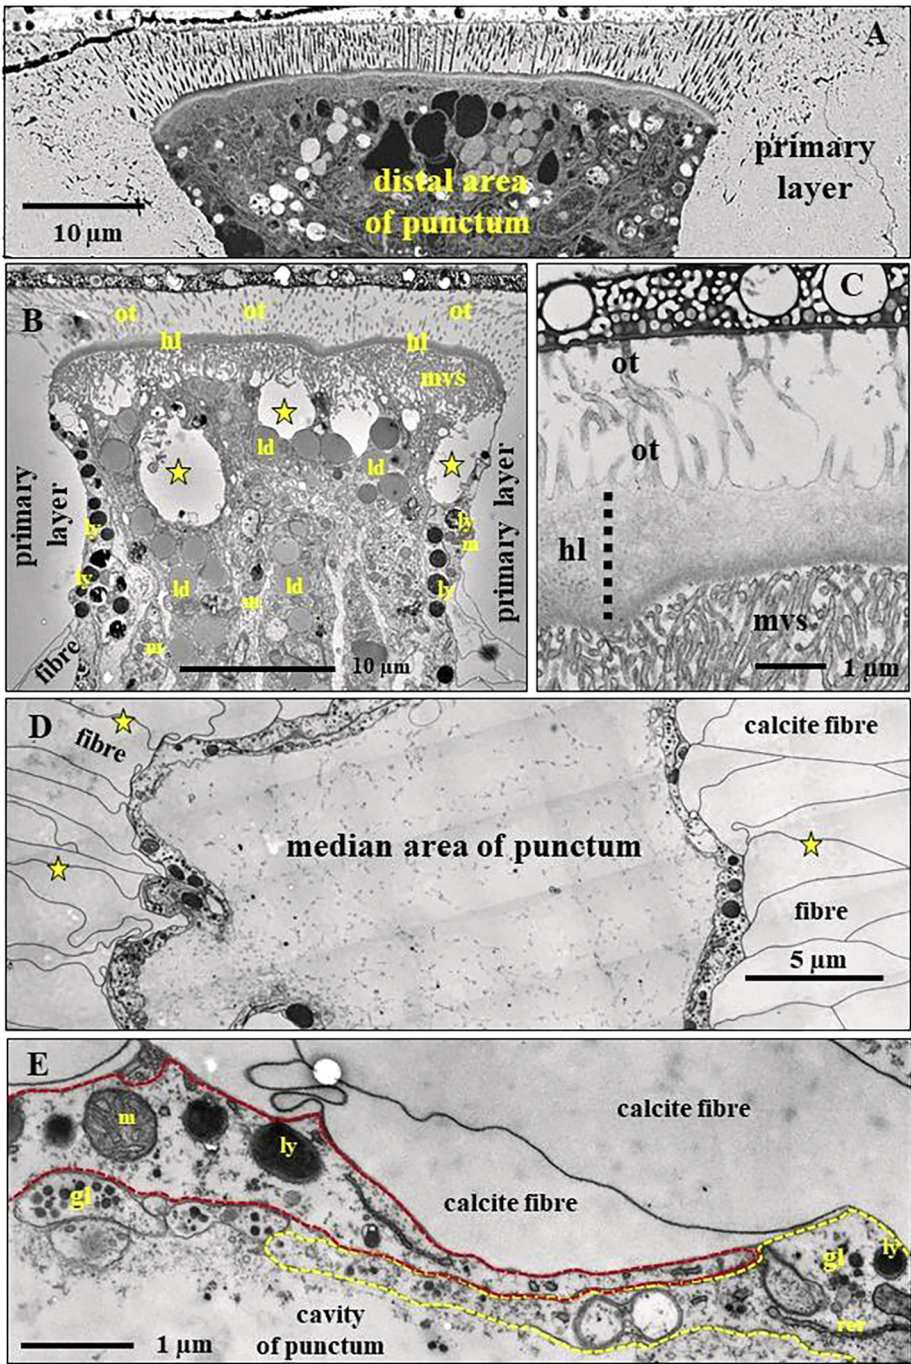 A
primary
layer
distal area
of punctum
10 µm
B
ot
ot
ot
hl
hl
mvs
ld
ld
primary
layer
primary layer
ly
ly
m
ly
ld
m
ld
ly
m
fibre
10 µm
C
ot
ot
hl
mvs
1 µm
D
fibre
calcite fibre
median area of punctum
fibre
5 µm
E
m
ly
calcite fibre
gl
calcite fibre
ly
gl
cavity
of punctum
rer
1 µm